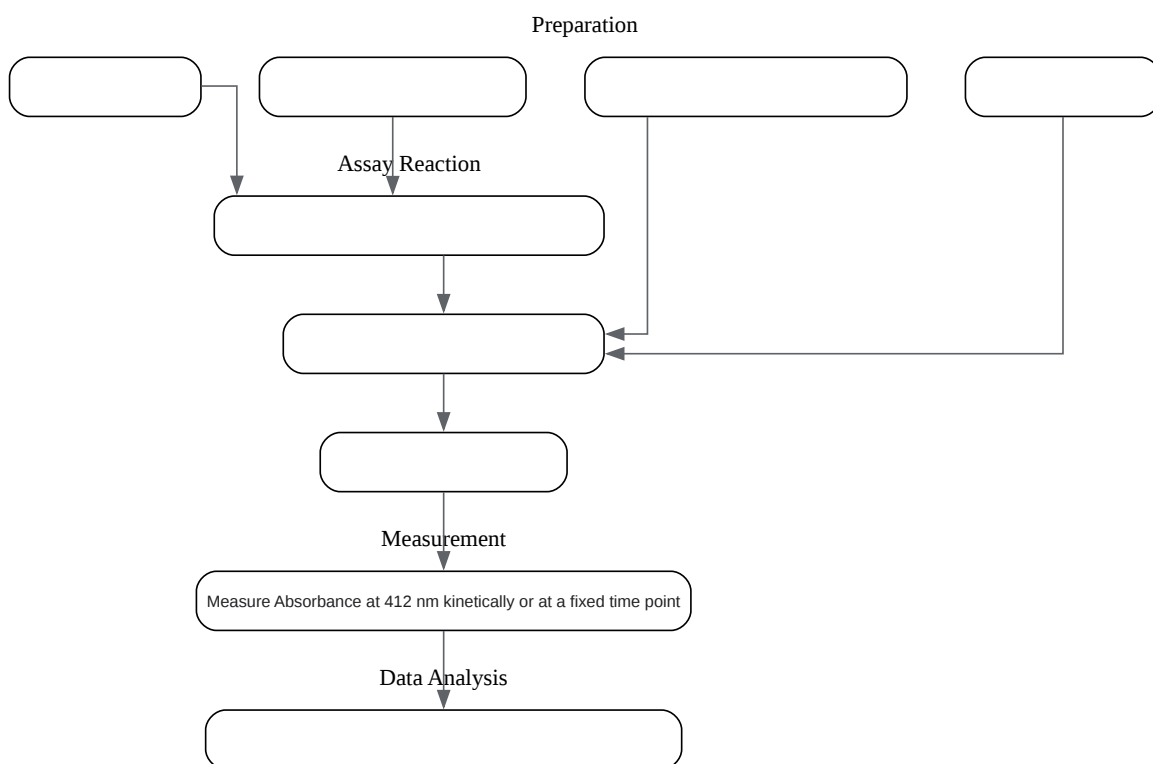 Preparation
Assay Reaction
Measurement
Measure Absorbance at 412 nm kinetically or at a fixed time point
Data Analysis